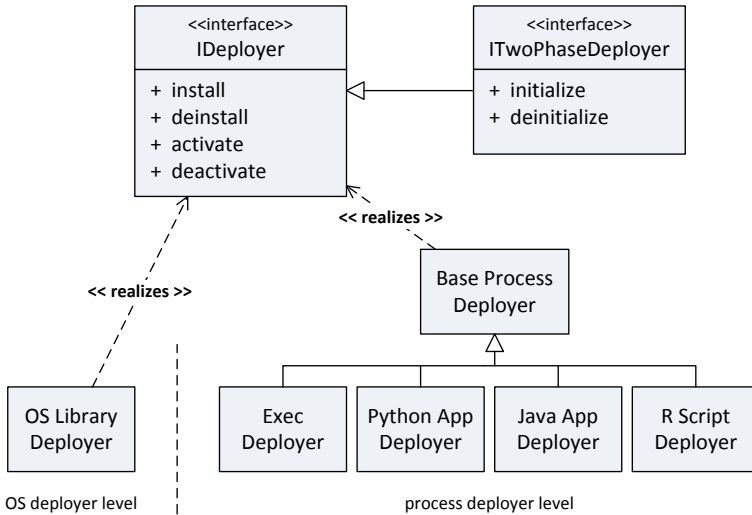 <<interface>>
IDeployer
+ install
+ deinstall
+ activate
+ deactivate
<<interface>>
ITwoPhaseDeployer
+ initialize
+ deinitialize
<< realizes >>
<< realizes >>
Base Process
Deployer
OS Library
Deployer
Exec
Deployer
Python App
Deployer
Java App
Deployer
R Script
Deployer
OS deployer level
process deployer level